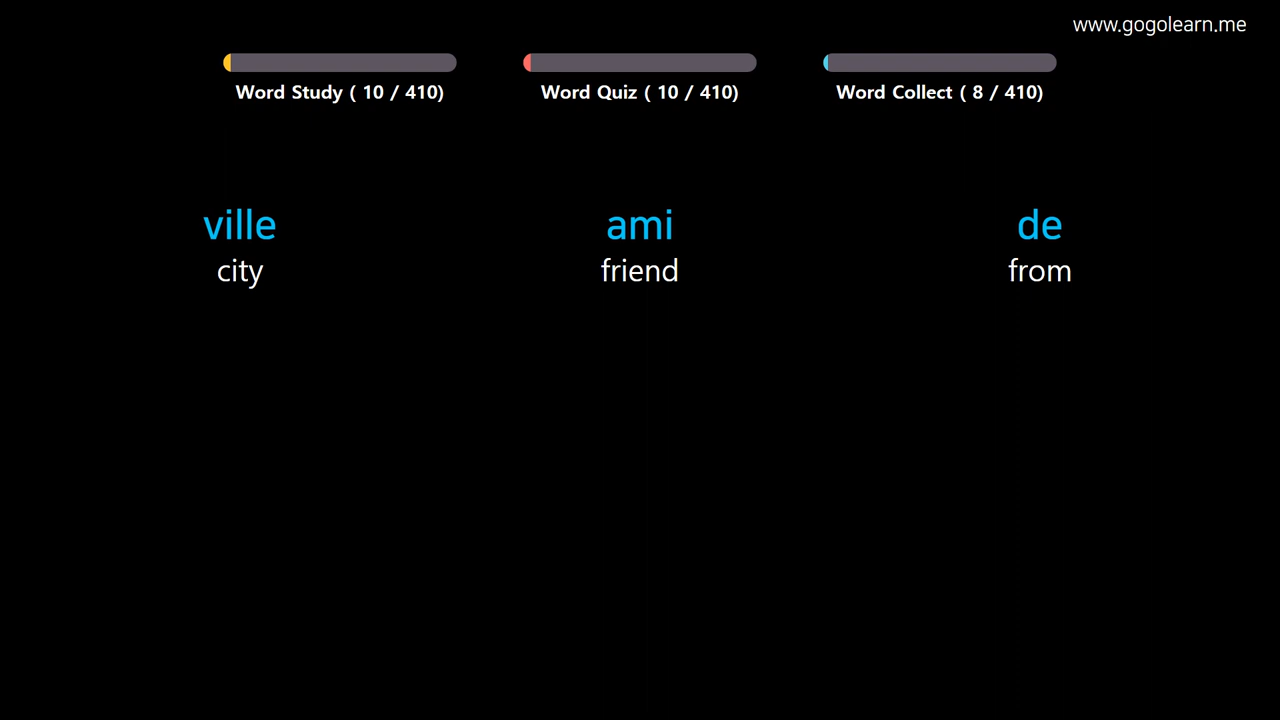 www.gogolearn.me
Word Study ( 10 / 410)
Word Quiz ( 10 / 410)
Word Collect ( 8 / 410)
ville
city
ami
friend
de
from